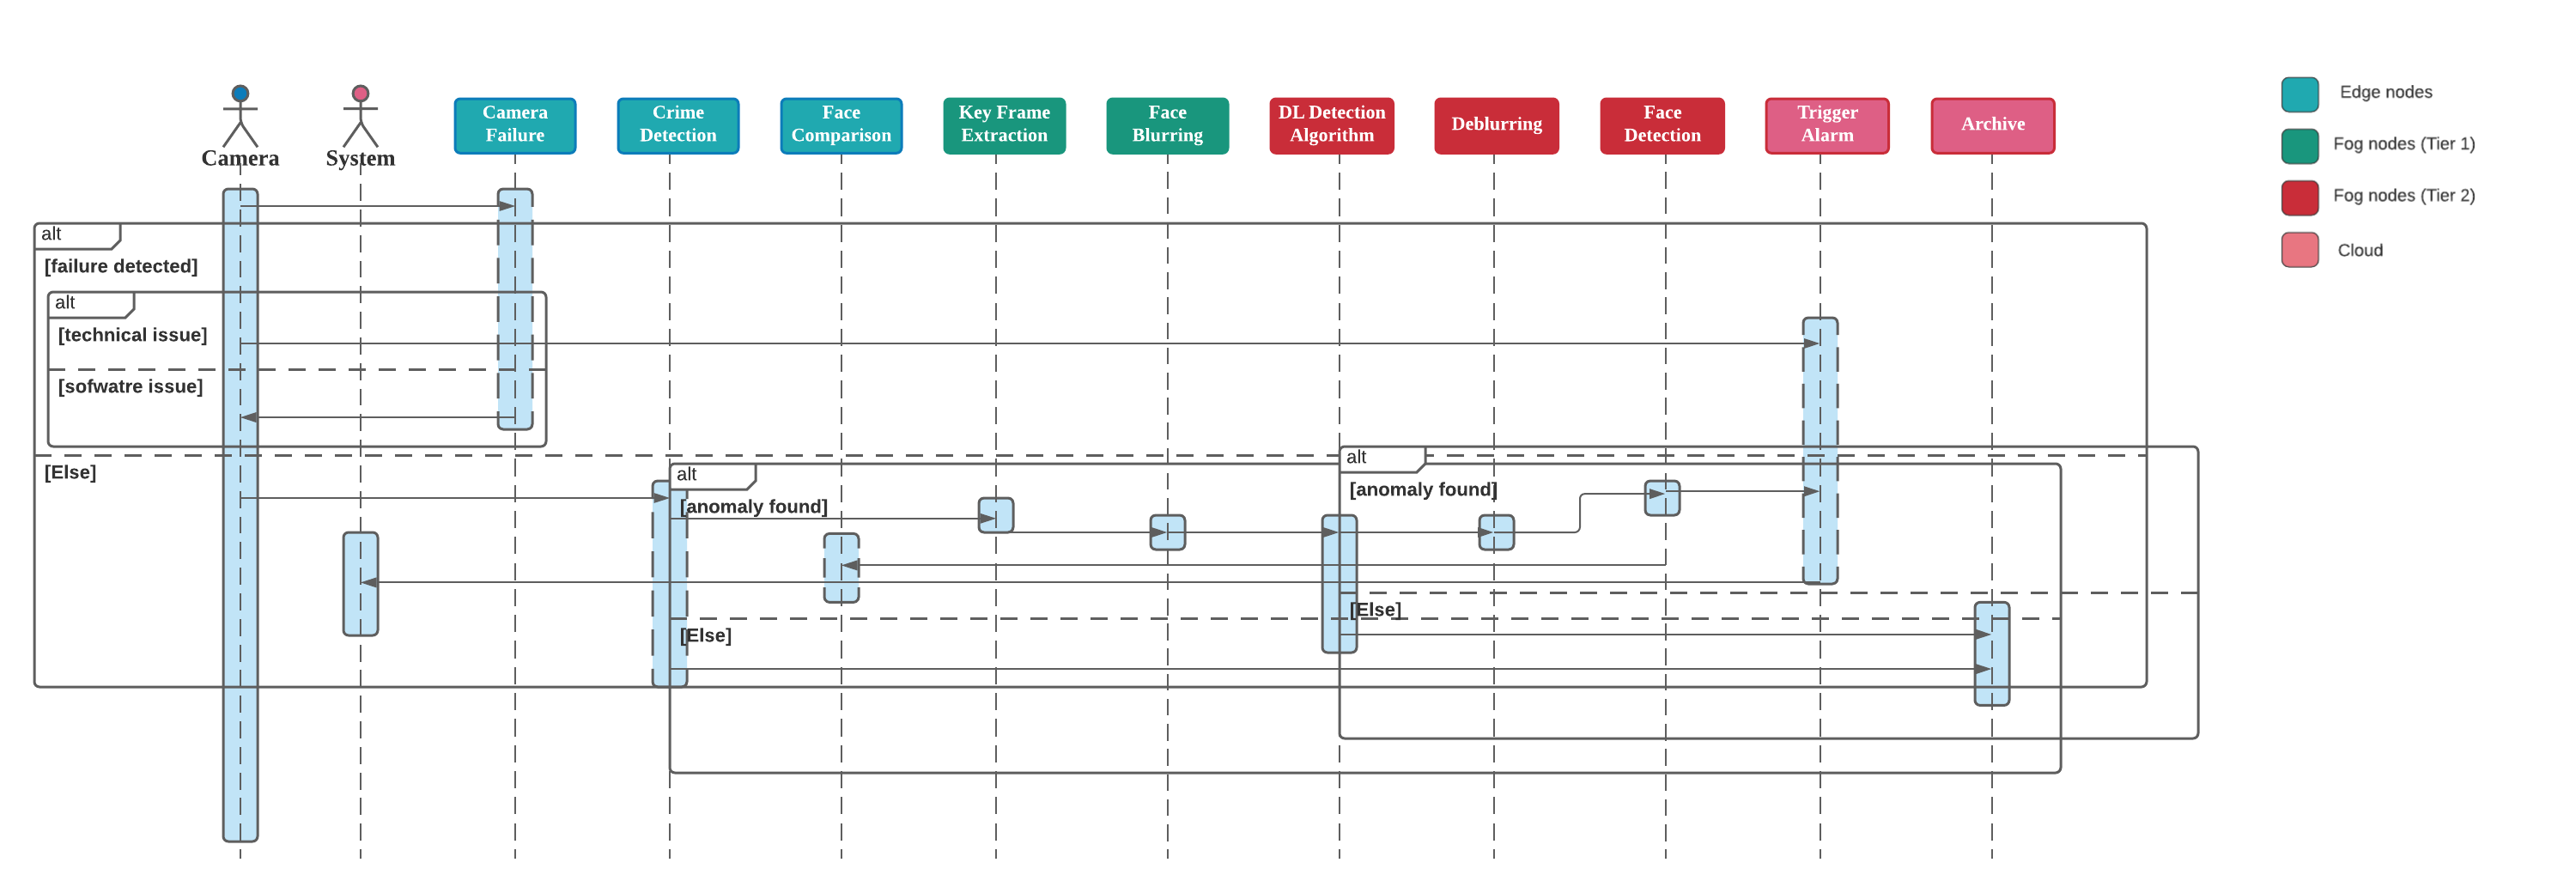 Camera
System
Camera
Failure
Crime
Detection
Face
Comparison
Key Frame
Extraction
Face
Blurring
DL Detection
Algorithm
Deblurring
Face
Detection
Trigger
Alarm
Archive
Edge nodes
Fog nodes (Tier 1)
Fog nodes (Tier 2)
Cloud
alt
[failure detected]
alt
[technical issue]
[sofwatre issue]
[Else]
alt
[anomaly found]
alt
[anomaly found]
[Else]
[Else]